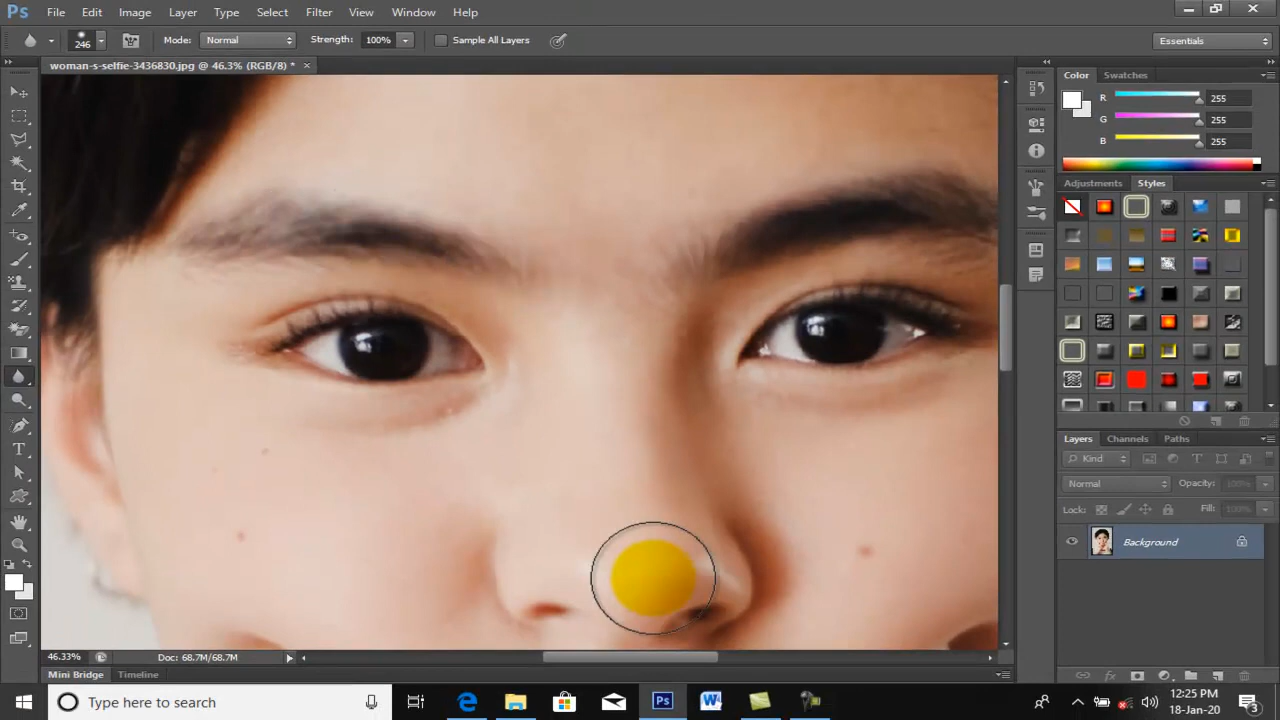 Ps File Edit Image Layer Type Select Filter View Window Help
246 Mode: Normal Strength: 100% Sample All Layers Essentials
woman-s-selfie-3436830.jpg @ 46.3% (RGB/8) * ×
Color Swatches
R 255
G 255
B 255
Adjustments Styles
Layers Channels Paths
Kind
Normal Opacity: 100%
Lock: Fill: 100%
Background
46.33% Doc: 68.7M/68.7M
Mini Bridge Timeline
Type here to search
12:25 PM
18-Jan-20
3